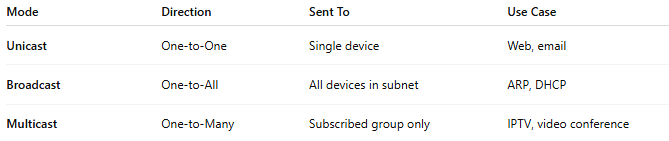 Mode Direction Sent To Use Case
Unicast One-to-One Single device Web, email
Broadcast One-to-All All devices in subnet ARP, DHCP
Multicast One-to-Many Subscribed group only IPTV, video conference